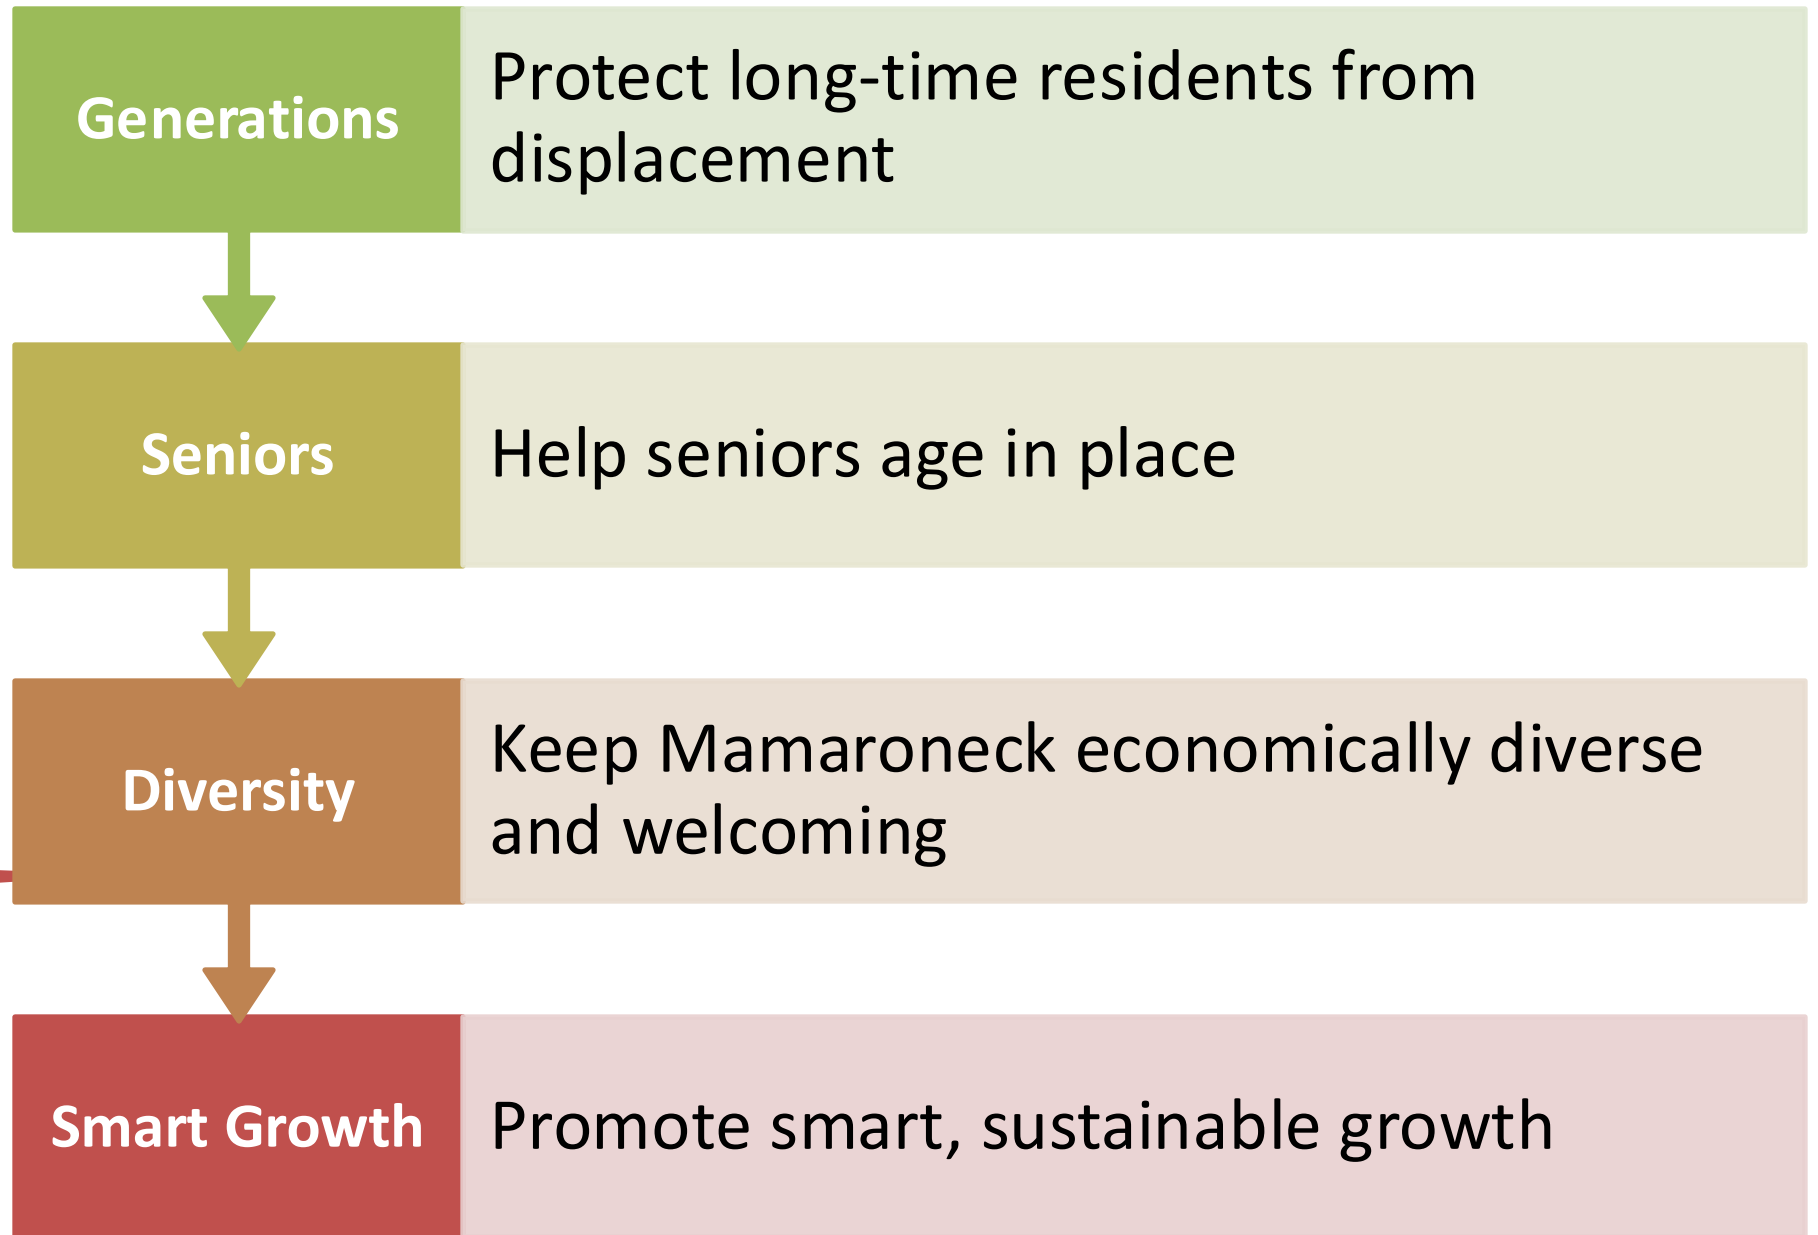 Generations
Protect long-time residents from
displacement
Seniors
Help seniors age in place
Diversity
Keep Mamaroneck economically diverse
and welcoming
Smart Growth
Promote smart, sustainable growth